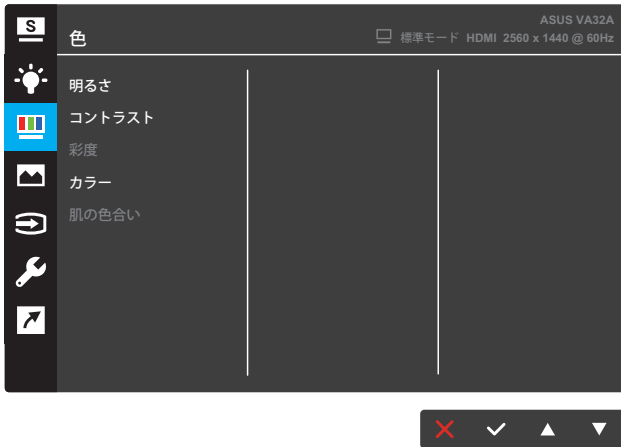 S
色
ASUS VA32A
標準モード HDMI 2560 x 1440 @ 60Hz
明るさ
コントラスト
彩度
カラー
肌の色合い